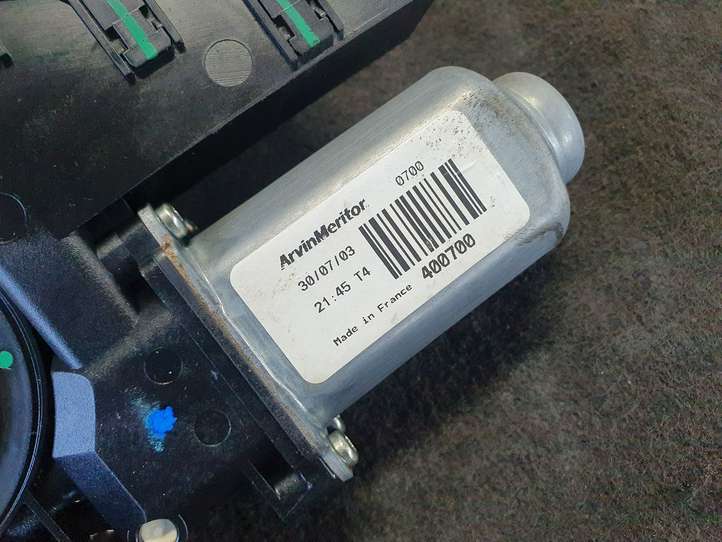 ArvinMeritor
0700
30/07/03
21:45 T4
400700
Made in France